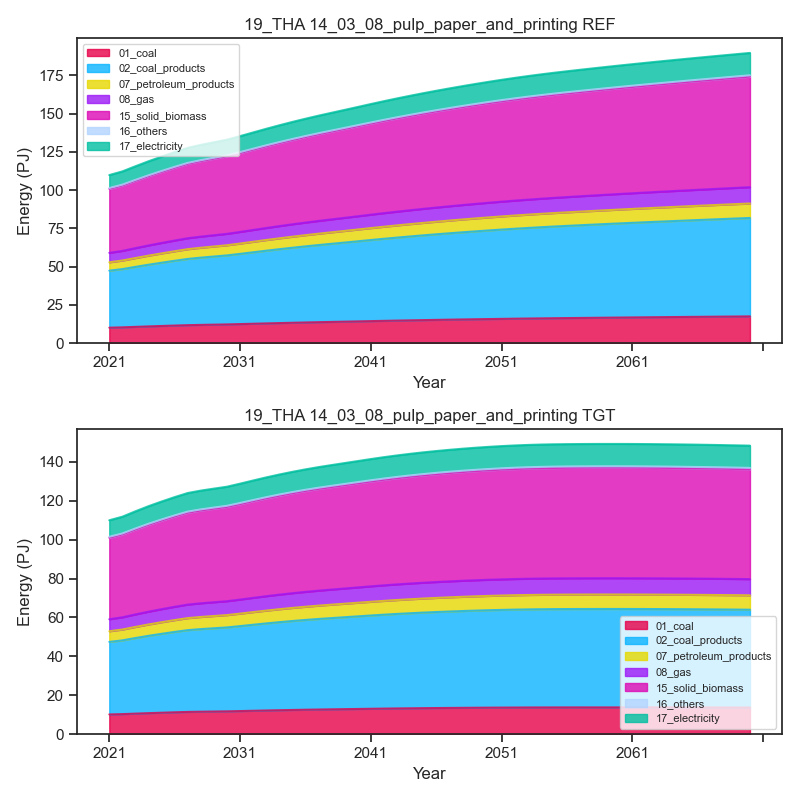 19_THA 14_03_08_pulp_paper_and_printing REF
Energy (PJ)
175
150
125
100
75
50
25
0
01_coal
02_coal_products
07_petroleum_products
08_gas
15_solid_biomass
16_others
17_electricity
2021 2031 2041 2051 2061
Year
19_THA 14_03_08_pulp_paper_and_printing TGT
Energy (PJ)
140
120
100
80
60
40
20
0
01_coal
02_coal_products
07_petroleum_products
08_gas
15_solid_biomass
16_others
17_electricity
2021 2031 2041 2051 2061
Year